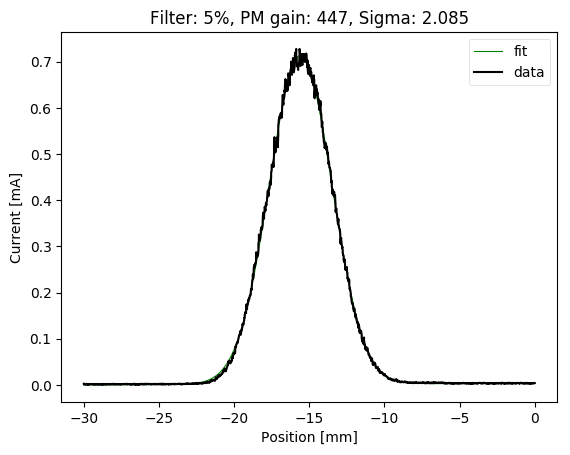 Filter: 5%, PM gain: 447, Sigma: 2.085
fit
data
Current [mA]
0.7
0.6
0.5
0.4
0.3
0.2
0.1
0.0
−30 −25 −20 −15 −10 −5 0
Position [mm]